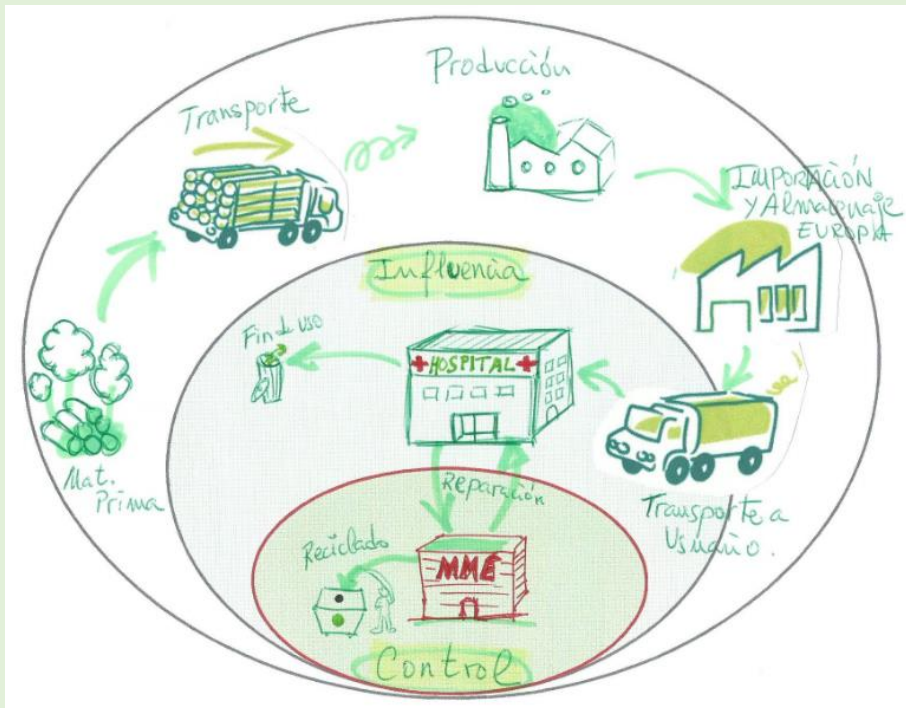 Producción
Transporte
IMPORTACIÓN
Y Almacenaje
EUROPA
Influencia
Fin de uso
HOSPITAL
Mat.
Prima
Reparación
Transporte a
Usuario.
Reciclado
MME
Control